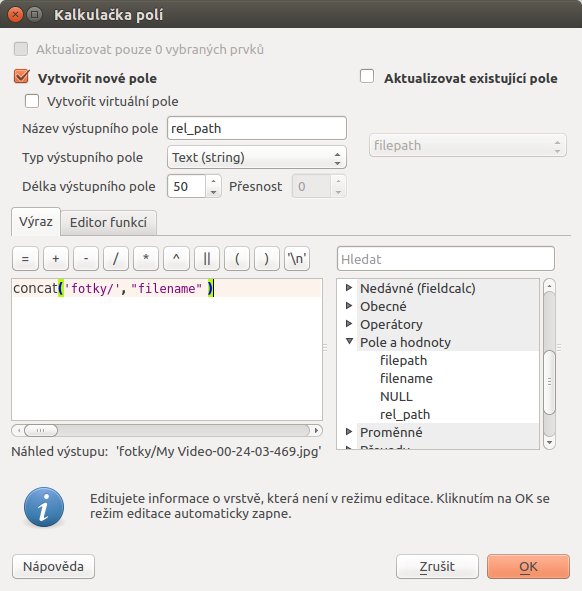 Kalkulačka polí
Aktualizovat pouze 0 vybraných prvků
Vytvořit nové pole
Aktualizovat existující pole
Vytvořit virtuální pole
Název výstupního pole rel_path
filepath
Typ výstupního pole Text (string)
Délka výstupního pole 50 Přesnost 0
Výraz Editor funkcí
= + - / * ^ || ( ) '\n'
Hledat
concat('fotky/', "filename" )
Nedávné (fieldcalc)
Obecné
Operátory
Pole a hodnoty
filepath
filename
NULL
rel_path
Proměnné
Náhled výstupu: 'fotky/My Video-00-24-03-469.jpg'
Editujete informace o vrstvě, která není v režimu editace. Kliknutím na OK se
režim editace automaticky zapne.
Nápověda Zrušit OK